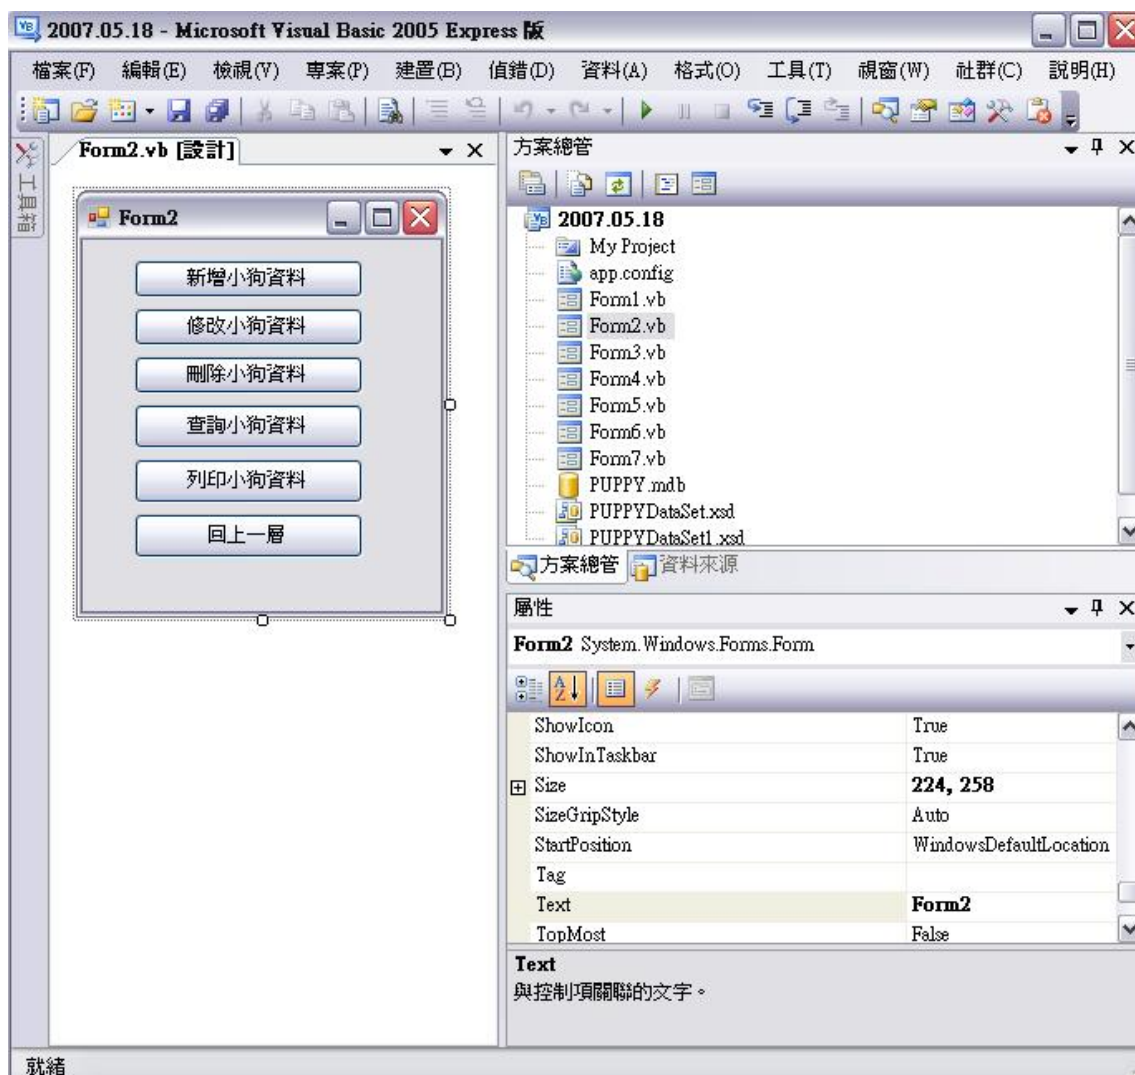 2007.05.18 - Microsoft Visual Basic 2005 Express 版
檔案(F) 編輯(E) 檢視(V) 專案(P) 建置(B) 偵錯(D) 資料(A) 格式(O) 工具(T) 視窗(W) 社群(C) 說明(H)
工具箱
Form2.vb [設計]
Form2
新增小狗資料
修改小狗資料
刪除小狗資料
查詢小狗資料
列印小狗資料
回上一層
方案總管
2007.05.18
My Project
app.config
Form1.vb
Form2.vb
Form3.vb
Form4.vb
Form5.vb
Form6.vb
Form7.vb
PUPPY.mdb
PUPPYDataSet.xsd
PUPPYDataSet1.xsd
方案總管 資料來源
屬性
Form2 System.Windows.Forms.Form
ShowIcon True
ShowInTaskbar True
Size 224, 258
SizeGripStyle Auto
StartPosition WindowsDefaultLocation
Tag
Text Form2
TopMost False
Text
與控制項關聯的文字。
就緒